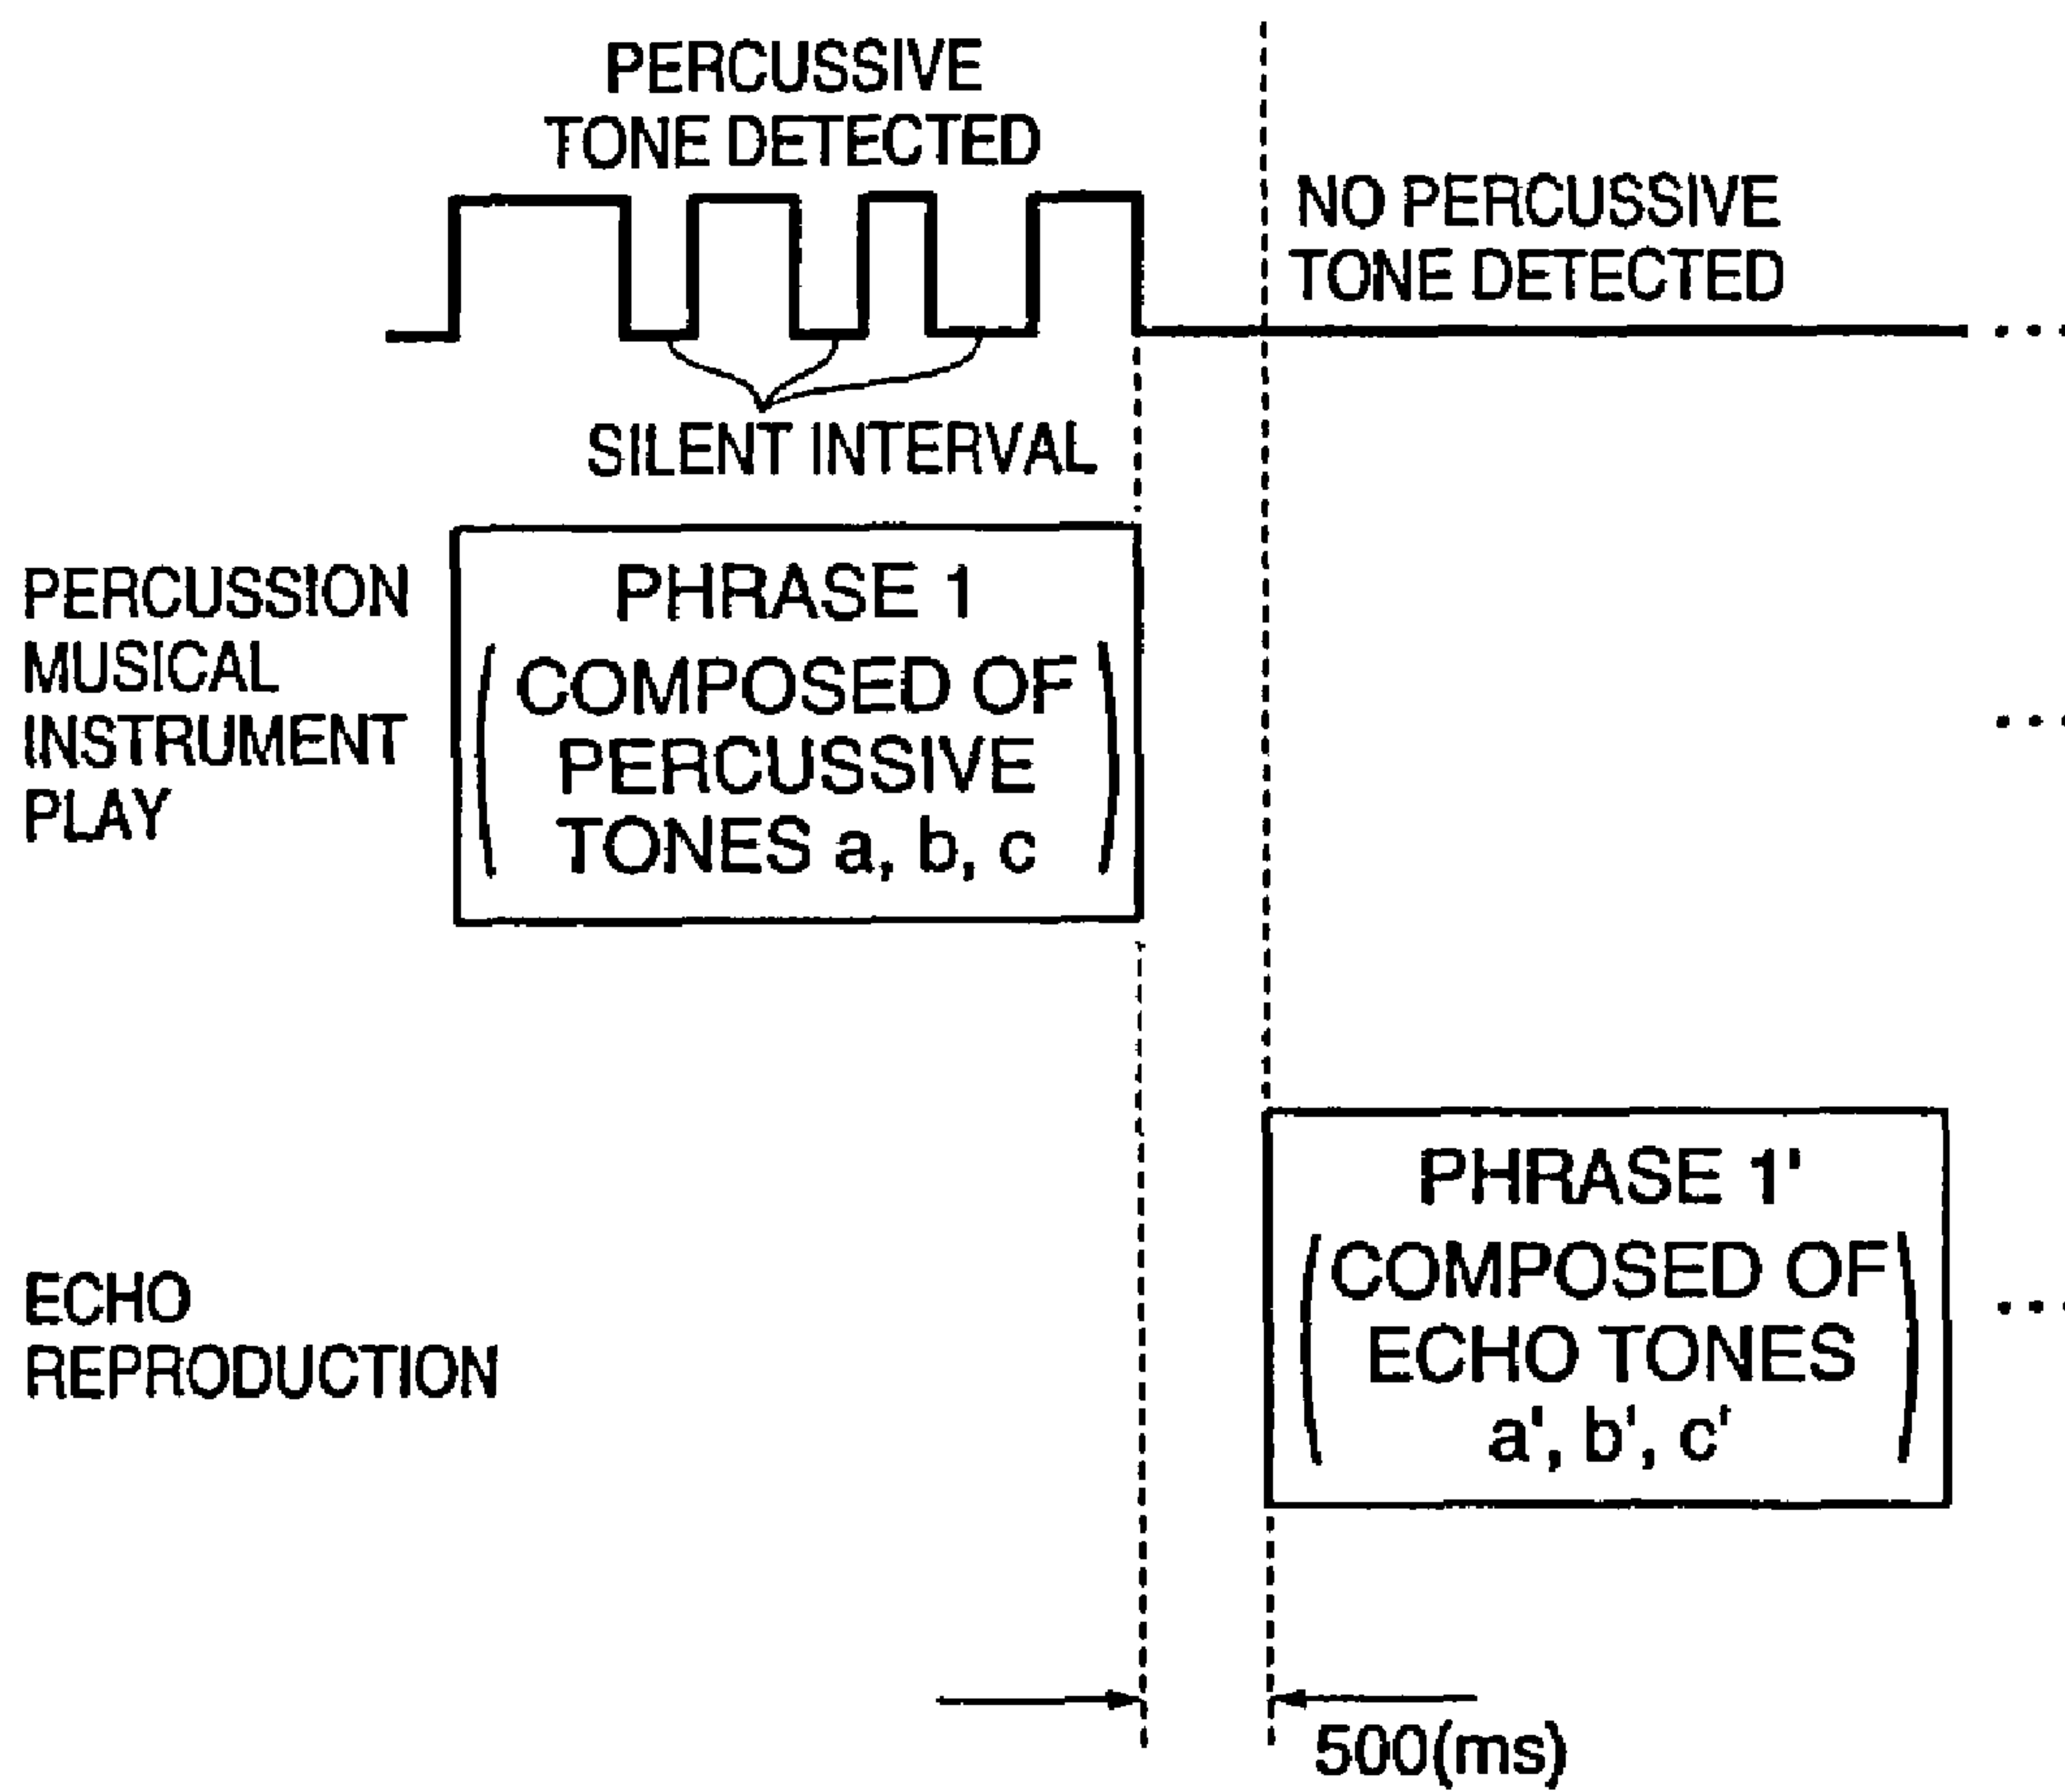 PERCUSSIVE
TONE DETECTED
NO PERCUSSIVE
TONE DETECTED
SILENT INTERVAL
PERCUSSION
MUSICAL
INSTRUMENT
PLAY
PHRASE 1
(COMPOSED OF
PERCUSSIVE
TONES a, b, c)
ECHO
REPRODUCTION
PHRASE 1'
(COMPOSED OF
ECHO TONES
a', b', c')
500(ms)